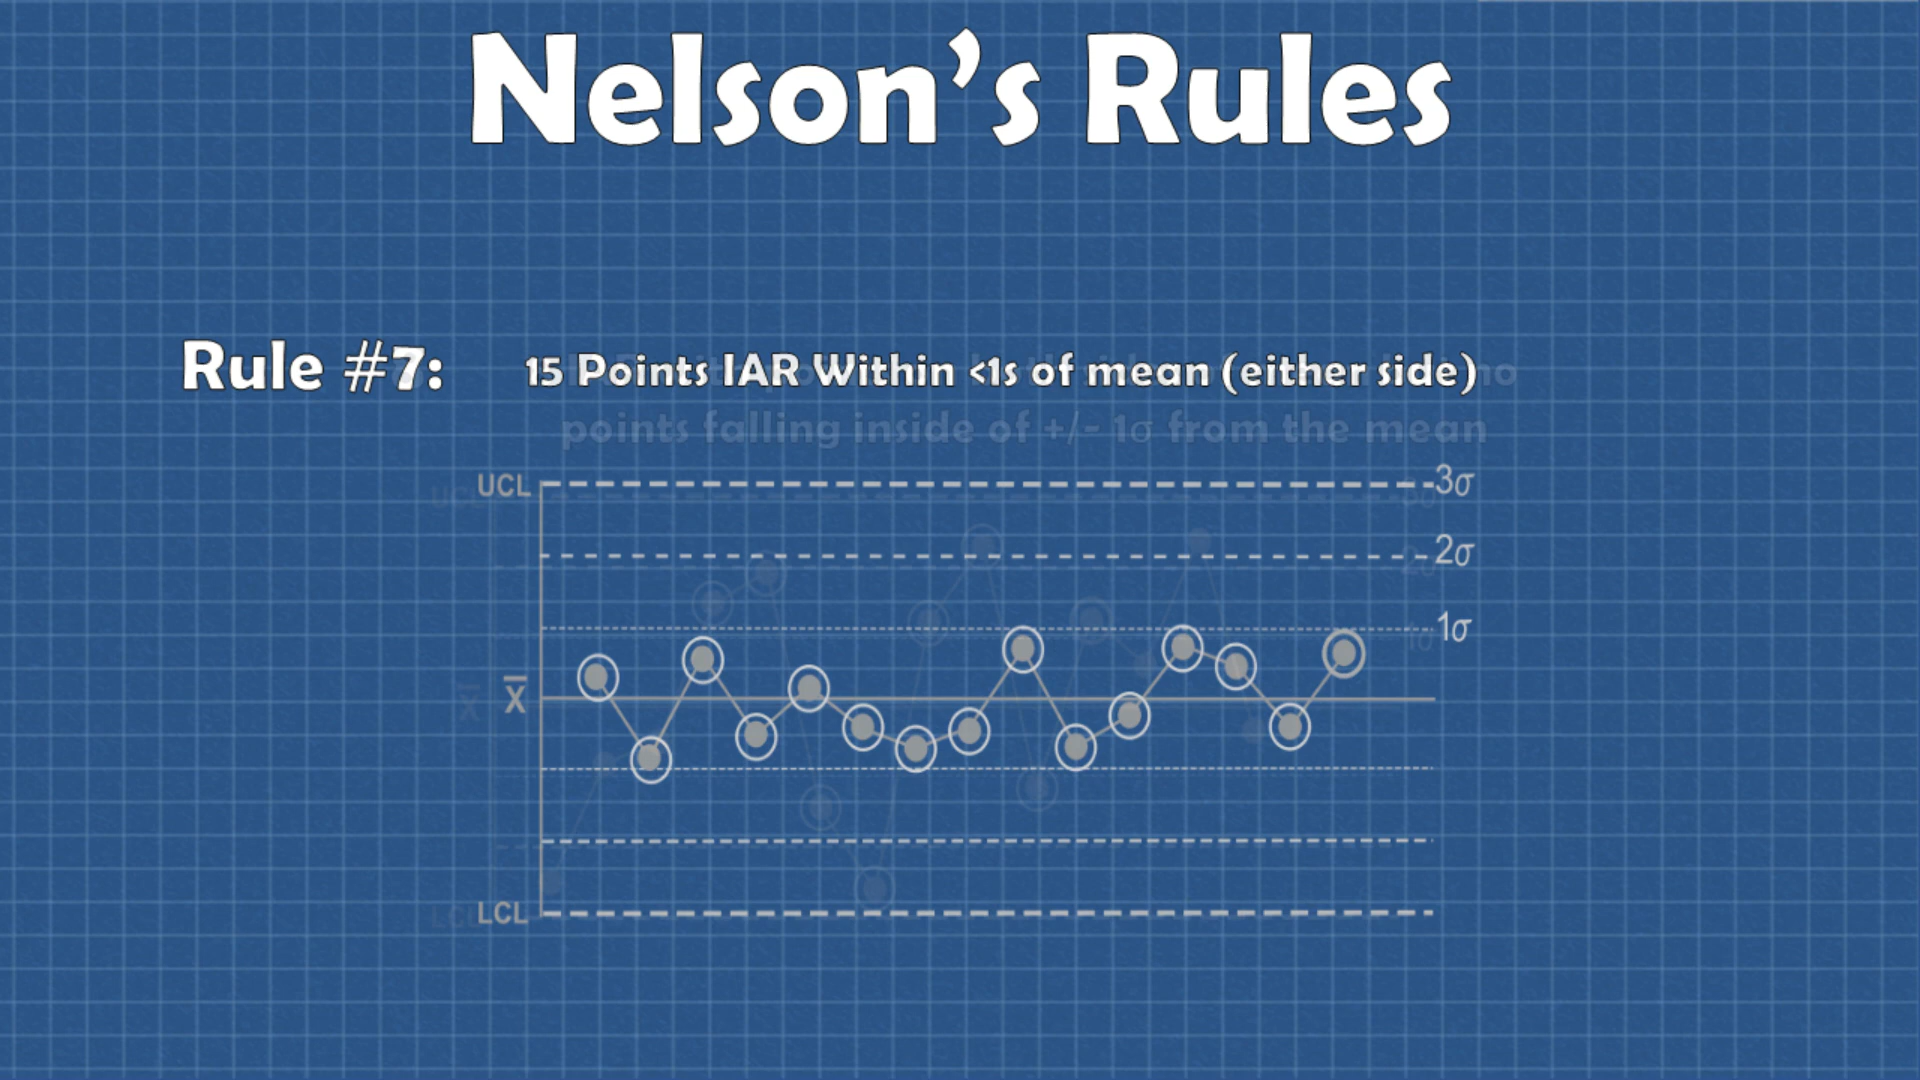 Nelson’s Rules
Rule #7: 15 Points IAR Within <1s of mean (either side)
points falling inside of +/- 1σ from the mean
UCL
3σ
2σ
1σ
X̅
LCL